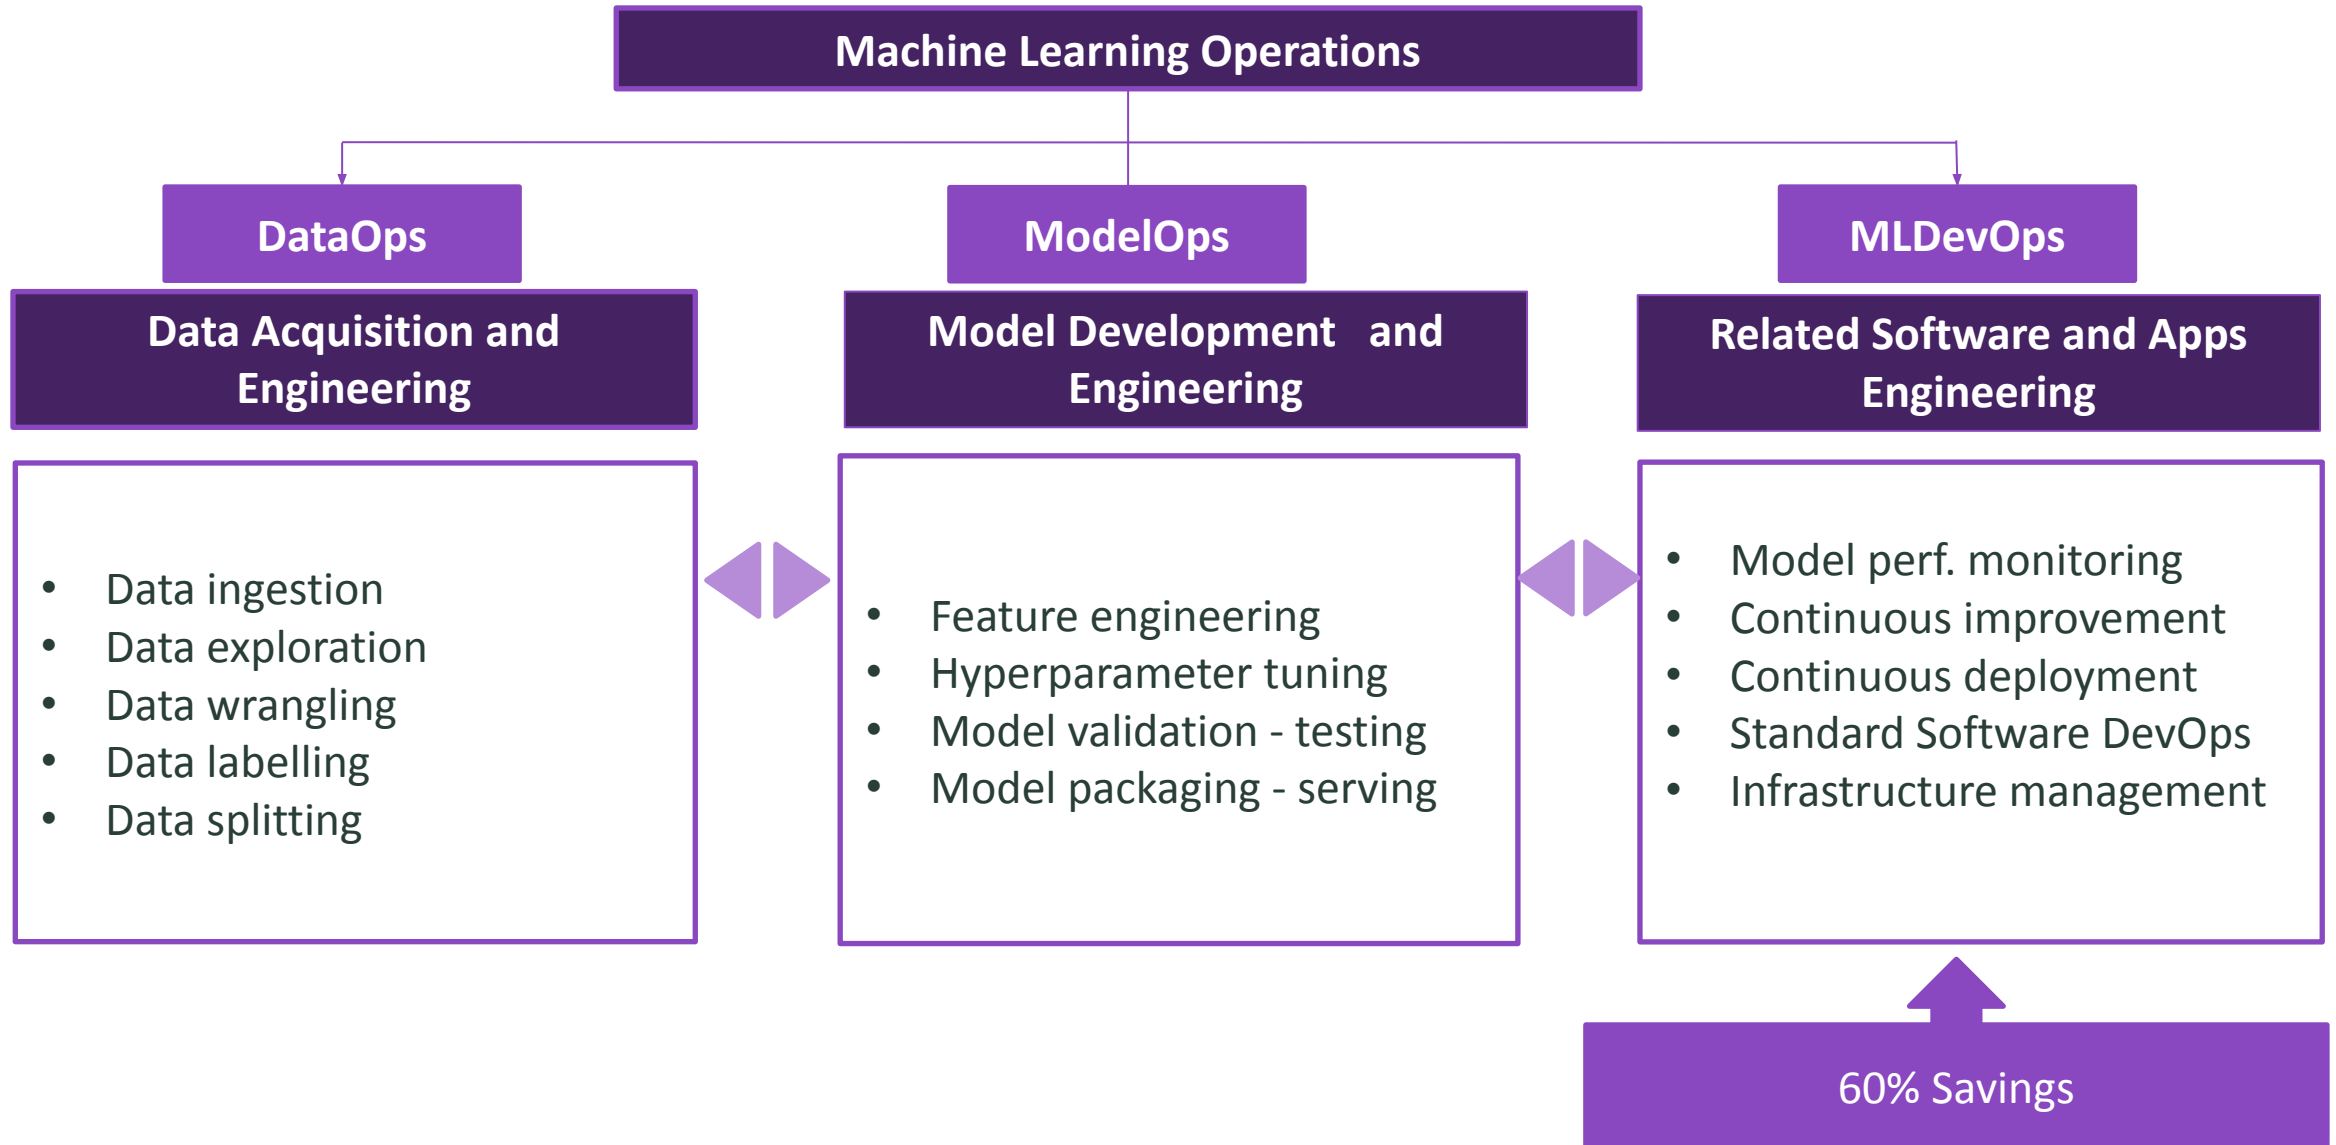 Machine Learning Operations
DataOps
Data Acquisition and
Engineering
• Data ingestion
• Data exploration
• Data wrangling
• Data labelling
• Data splitting
ModelOps
Model Development and
Engineering
• Feature engineering
• Hyperparameter tuning
• Model validation - testing
• Model packaging - serving
MLDevOps
Related Software and Apps
Engineering
• Model perf. monitoring
• Continuous improvement
• Continuous deployment
• Standard Software DevOps
• Infrastructure management
60% Savings